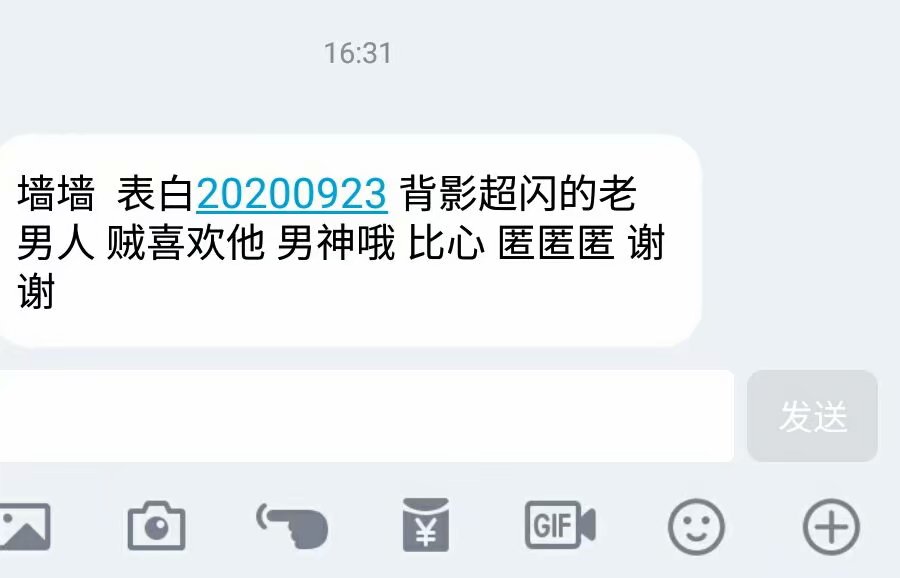 16:31
墙墙 表白20200923 背影超闪的老
男人 贼喜欢他 男神哦 比心 匿匿匿 谢
谢
发送
¥
GIF